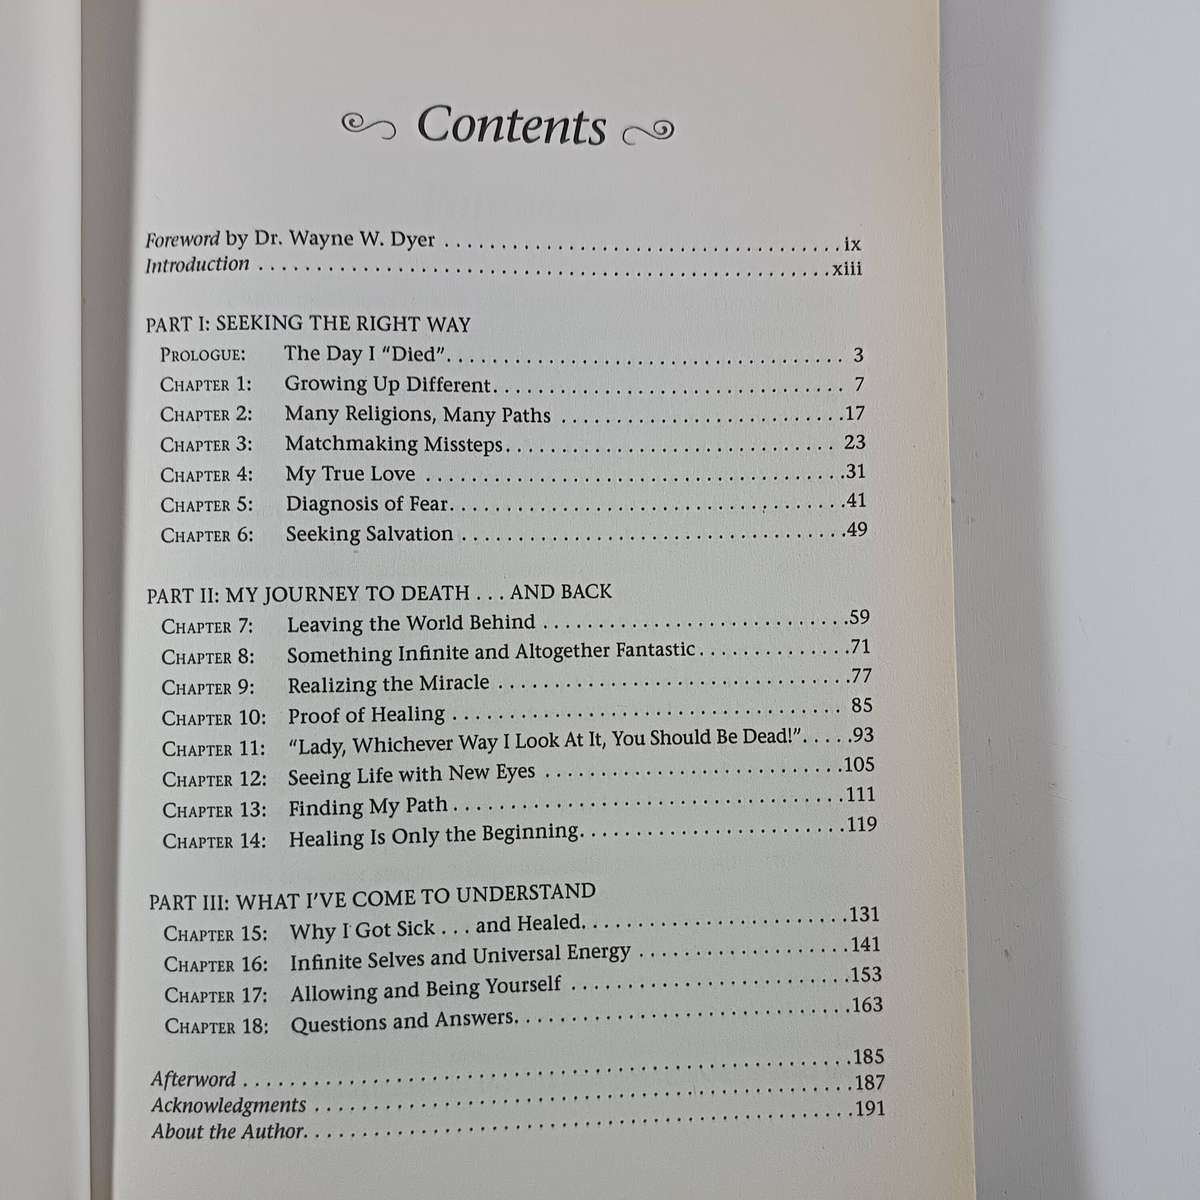 Contents
Foreword by Dr. Wayne W. Dyer . . . . . . . . . . . . . . . . . . . . . . . . . . . . . . . . . . . ix
Introduction . . . . . . . . . . . . . . . . . . . . . . . . . . . . . . . . . . . . . . . . . . . . . . . . . . xiii
PART I: SEEKING THE RIGHT WAY
PROLOGUE: The Day I “Died”. . . . . . . . . . . . . . . . . . . . . . . . . . . . . . . . . . . 3
CHAPTER 1: Growing Up Different. . . . . . . . . . . . . . . . . . . . . . . . . . . . . . . 7
CHAPTER 2: Many Religions, Many Paths . . . . . . . . . . . . . . . . . . . . . . . . . 17
CHAPTER 3: Matchmaking Missteps. . . . . . . . . . . . . . . . . . . . . . . . . . . . . 23
CHAPTER 4: My True Love . . . . . . . . . . . . . . . . . . . . . . . . . . . . . . . . . . . . . 31
CHAPTER 5: Diagnosis of Fear. . . . . . . . . . . . . . . . . . . . . . . . . . . . . . . . . . . 41
CHAPTER 6: Seeking Salvation . . . . . . . . . . . . . . . . . . . . . . . . . . . . . . . . . . 49
PART II: MY JOURNEY TO DEATH . . . AND BACK
CHAPTER 7: Leaving the World Behind . . . . . . . . . . . . . . . . . . . . . . . . . . . 59
CHAPTER 8: Something Infinite and Altogether Fantastic. . . . . . . . . . . . . . 71
CHAPTER 9: Realizing the Miracle . . . . . . . . . . . . . . . . . . . . . . . . . . . . . . . 77
CHAPTER 10: Proof of Healing . . . . . . . . . . . . . . . . . . . . . . . . . . . . . . . . . . 85
CHAPTER 11: “Lady, Whichever Way I Look At It, You Should Be Dead!”. . . . . 93
CHAPTER 12: Seeing Life with New Eyes . . . . . . . . . . . . . . . . . . . . . . . . . . 105
CHAPTER 13: Finding My Path . . . . . . . . . . . . . . . . . . . . . . . . . . . . . . . . . . 111
CHAPTER 14: Healing Is Only the Beginning. . . . . . . . . . . . . . . . . . . . . . . . 119
PART III: WHAT I'VE COME TO UNDERSTAND
CHAPTER 15: Why I Got Sick . . . and Healed. . . . . . . . . . . . . . . . . . . . . . . . 131
CHAPTER 16: Infinite Selves and Universal Energy . . . . . . . . . . . . . . . . . . . 141
CHAPTER 17: Allowing and Being Yourself . . . . . . . . . . . . . . . . . . . . . . . . . 153
CHAPTER 18: Questions and Answers. . . . . . . . . . . . . . . . . . . . . . . . . . . . . 163
Afterword . . . . . . . . . . . . . . . . . . . . . . . . . . . . . . . . . . . . . . . . . . . . . . . . . . . . 185
Acknowledgments . . . . . . . . . . . . . . . . . . . . . . . . . . . . . . . . . . . . . . . . . . . . . . 187
About the Author. . . . . . . . . . . . . . . . . . . . . . . . . . . . . . . . . . . . . . . . . . . . . . . 191